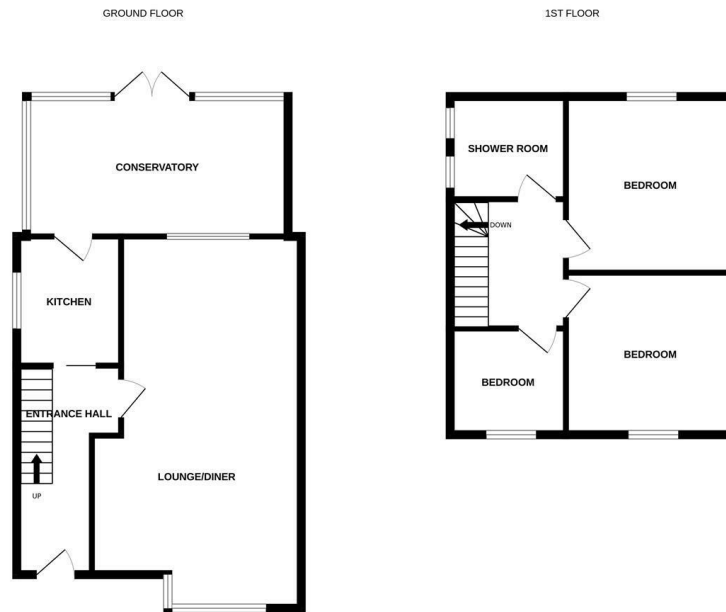 GROUND FLOOR
CONSERVATORY
KITCHEN
ENTRANCE HALL
LOUNGE/DINER
UP
1ST FLOOR
SHOWER ROOM
BEDROOM
DOWN
BEDROOM
BEDROOM